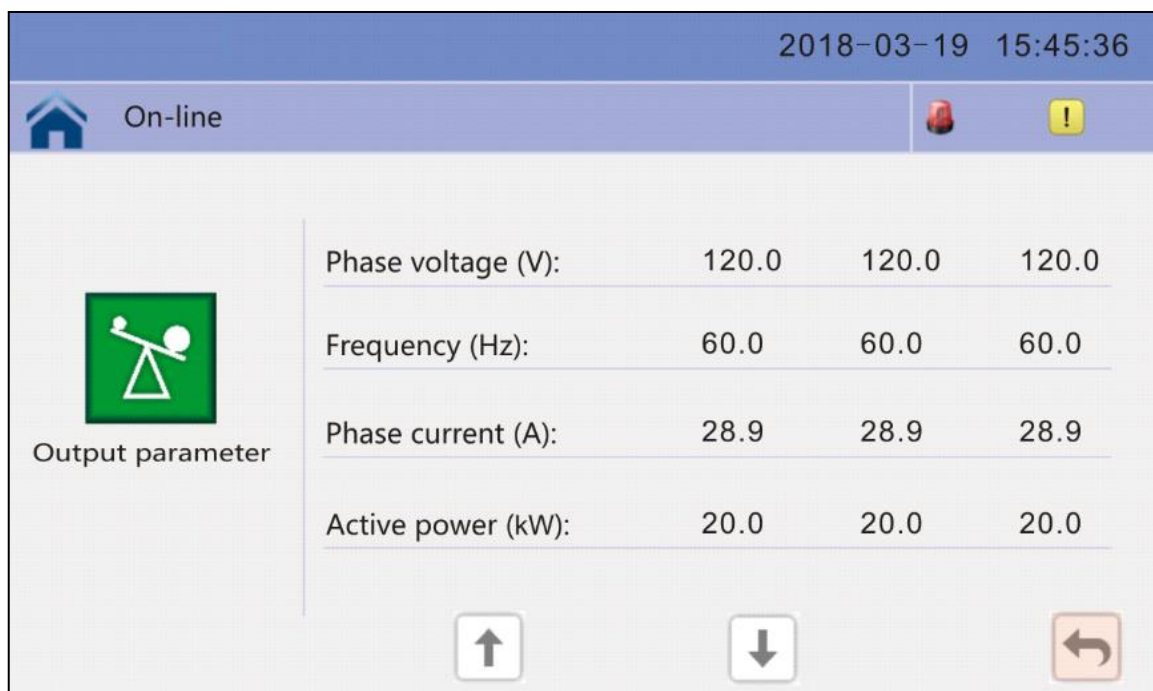 2018-03-19 15:45:36
On-line
!
Phase voltage (V): 120.0 120.0 120.0
Frequency (Hz): 60.0 60.0 60.0
Output parameter
Phase current (A): 28.9 28.9 28.9
Active power (kW): 20.0 20.0 20.0